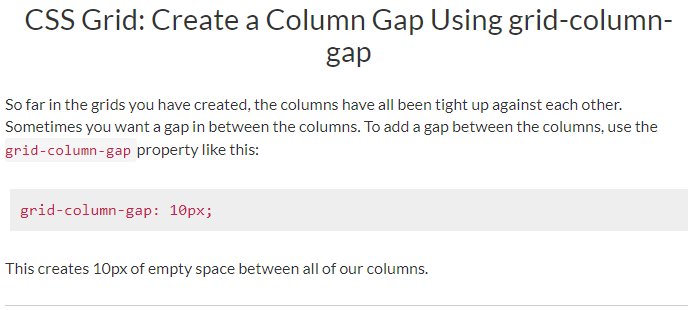 CSS Grid: Create a Column Gap Using grid-column-
gap
So far in the grids you have created, the columns have all been tight up against each other.
Sometimes you want a gap in between the columns. To add a gap between the columns, use the
grid-column-gap property like this:
grid-column-gap: 10px;
This creates 10px of empty space between all of our columns.